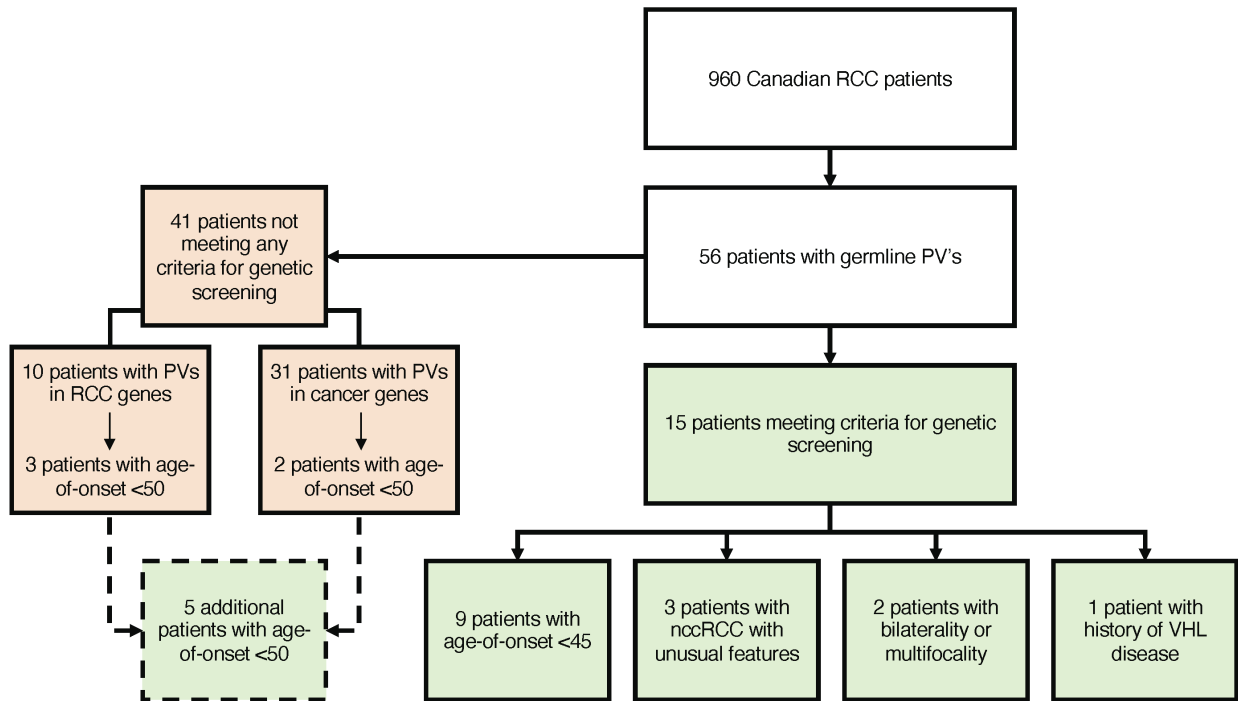 960 Canadian RCC patients
56 patients with germline PV's
41 patients not
meeting any
criteria for genetic
screening
10 patients with PVs
in RCC genes
3 patients with age-
of-onset <50
31 patients with PVs
in cancer genes
2 patients with age-
of-onset <50
5 additional
patients with age-
of-onset <50
15 patients meeting criteria for genetic
screening
9 patients with
age-of-onset <45
3 patients with
nccRCC with
unusual features
2 patients with
bilaterality or
multifocality
1 patient with
history of VHL
disease